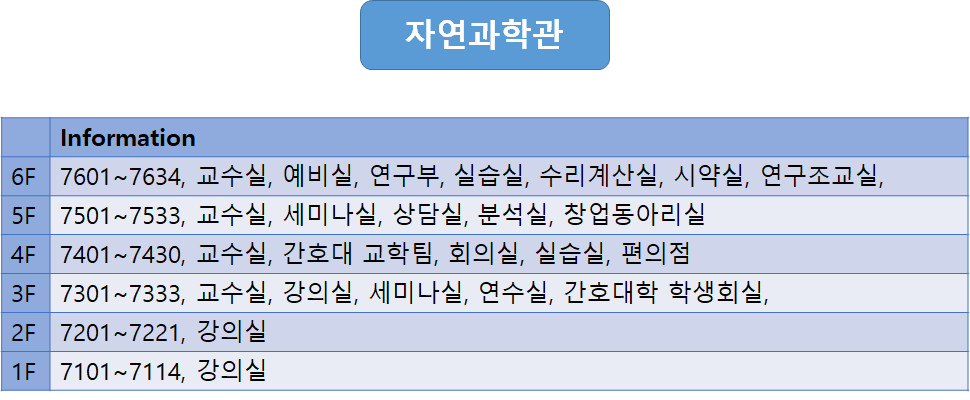 자연과학관
Information
6F 7601~7634, 교수실, 예비실, 연구부, 실습실, 수리계산실, 시약실, 연구조교실,
5F 7501~7533, 교수실, 세미나실, 상담실, 분석실, 창업동아리실
4F 7401~7430, 교수실, 간호대 교학팀, 회의실, 실습실, 편의점
3F 7301~7333, 교수실, 강의실, 세미나실, 연수실, 간호대학 학생회실,
2F 7201~7221, 강의실
1F 7101~7114, 강의실